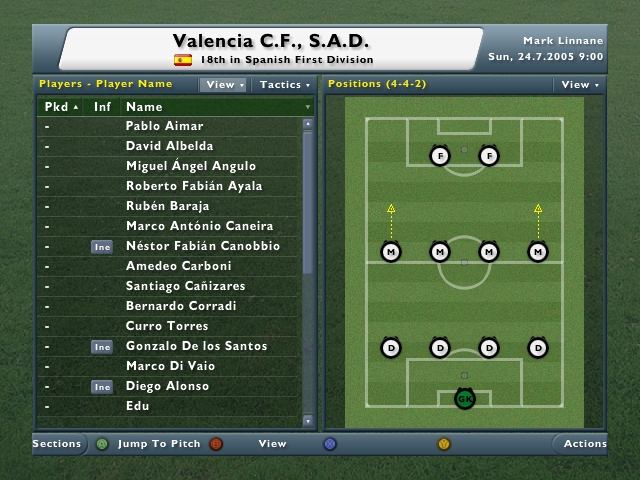 Valencia C.F., S.A.D.
18th in Spanish First Division
Mark Linnane
Sun, 24.7.2005 9:00
Players - Player Name View Tactics
Positions (4-4-2) View
Pkd Inf Name
- Pablo Aimar
- David Albelda
- Miguel Ángel Angulo
- Roberto Fabián Ayala
- Rubén Baraja
- Marco António Caneira
- Ine Néstor Fabián Canobbio
- Amedeo Carboni
- Santiago Cañizares
- Bernardo Corradi
- Curro Torres
- Ine Gonzalo De los Santos
- Marco Di Vaio
- Ine Diego Alonso
- Edu
F F
M M M M
D D D D
GK
Sections Jump To Pitch View Actions